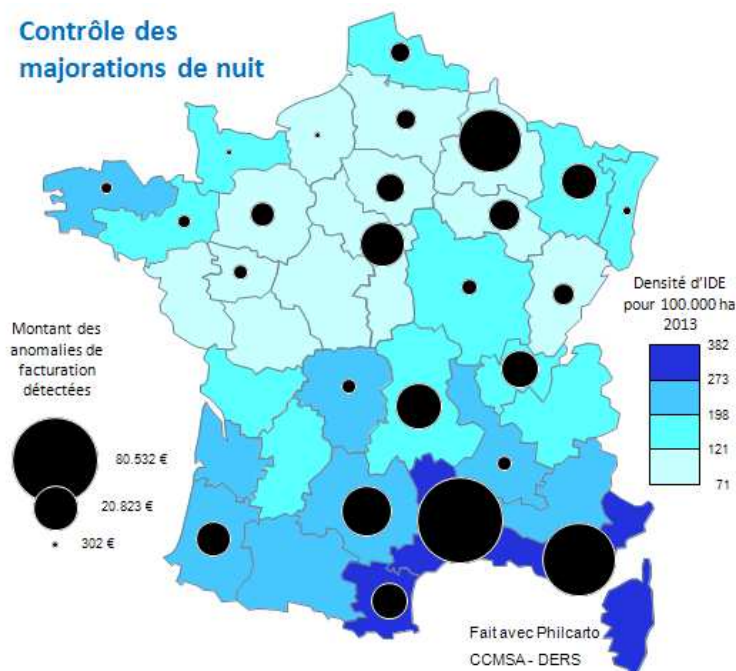 Contrôle des
majorations de nuit
Montant des
anomalies de
facturation
détectées
80.532 €
20.823 €
302 €
Densité d'IDE
pour 100.000 ha
2013
382
273
198
121
71
Fait avec Philcarto
CCMSA - DERS